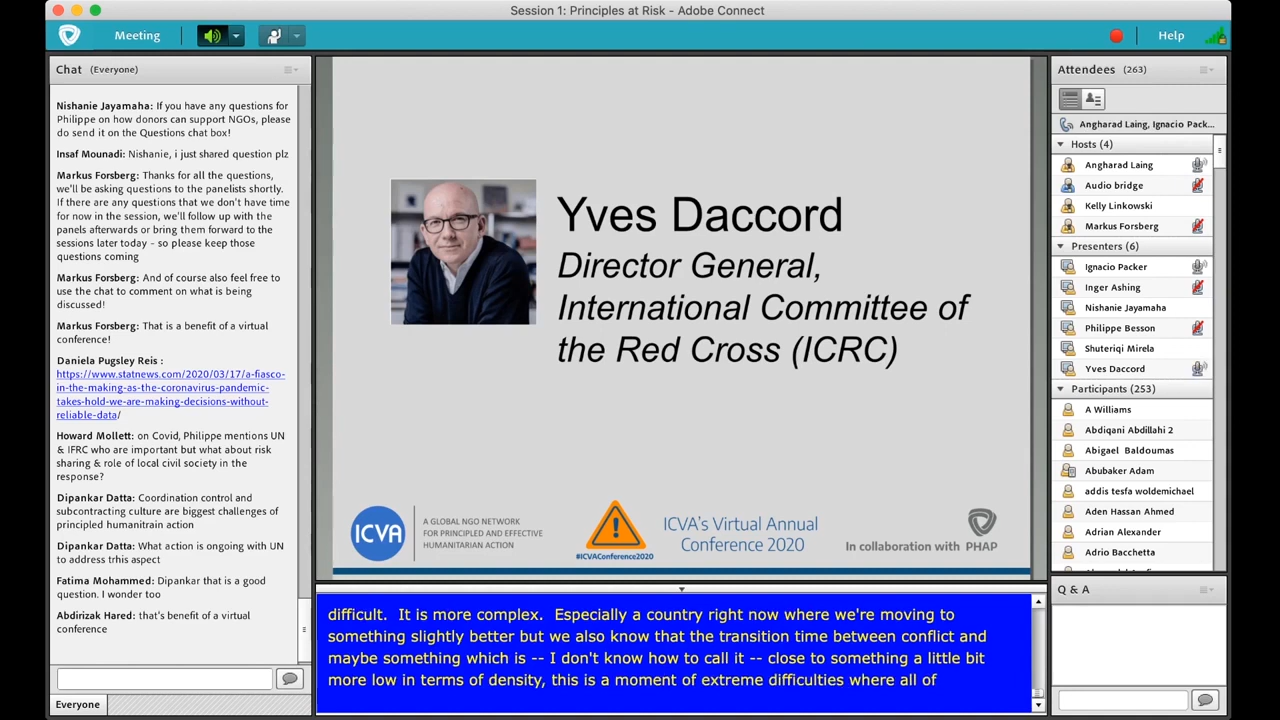 Session 1: Principles at Risk - Adobe Connect
Meeting
Help
Chat (Everyone)
Nishanie Jayamaha: If you have any questions for
Philippe on how donors can support NGOs, please
do send it on the Questions chat box!
Insaf Mounadi: Nishanie, i just shared question plz
Markus Forsberg: Thanks for all the questions,
we'll be asking questions to the panelists shortly.
If there are any questions that we don't have time
for now in the session, we'll follow up with the
panels afterwards or bring them forward to the
sessions later today - so please keep those
questions coming
Markus Forsberg: And of course also feel free to
use the chat to comment on what is being
discussed!
Markus Forsberg: That is a benefit of a virtual
conference!
Daniela Pugsley Reis :
https://www.statnews.com/2020/03/17/a-fiasco-
in-the-making-as-the-coronavirus-pandemic-
takes-hold-we-are-making-decisions-without-
reliable-data/
Howard Mollett: on Covid, Philippe mentions UN
& IFRC who are important but what about risk
sharing & role of local civil society in the
response?
Dipankar Datta: Coordination control and
subcontracting culture are biggest challenges of
principled humanitrain action
Dipankar Datta: What action is ongoing with UN
to address trhis aspect
Fatima Mohammed: Dipankar that is a good
question. I wonder too
Abdirizak Hared: that's benefit of a virtual
conference
Everyone
Yves Daccord
Director General,
International Committee of
the Red Cross (ICRC)
ICVA
A GLOBAL NGO NETWORK
FOR PRINCIPLED AND EFFECTIVE
HUMANITARIAN ACTION
#ICVAConference2020
ICVA's Virtual Annual
Conference 2020
In collaboration with PHAP
difficult. It is more complex. Especially a country right now where we're moving to
something slightly better but we also know that the transition time between conflict and
maybe something which is -- I don't know how to call it -- close to something a little bit
more low in terms of density, this is a moment of extreme difficulties where all of
Attendees (263)
Angharad Laing, Ignacio Pack...
Hosts (4)
Angharad Laing
Audio bridge
Kelly Linkowski
Markus Forsberg
Presenters (6)
Ignacio Packer
Inger Ashing
Nishanie Jayamaha
Philippe Besson
Shuteriqi Mirela
Yves Daccord
Participants (253)
A Williams
Abdiqani Abdillahi 2
Abigael Baldoumas
Abubaker Adam
addis tesfa woldemichael
Aden Hassan Ahmed
Adrian Alexander
Adrio Bacchetta
Q & A